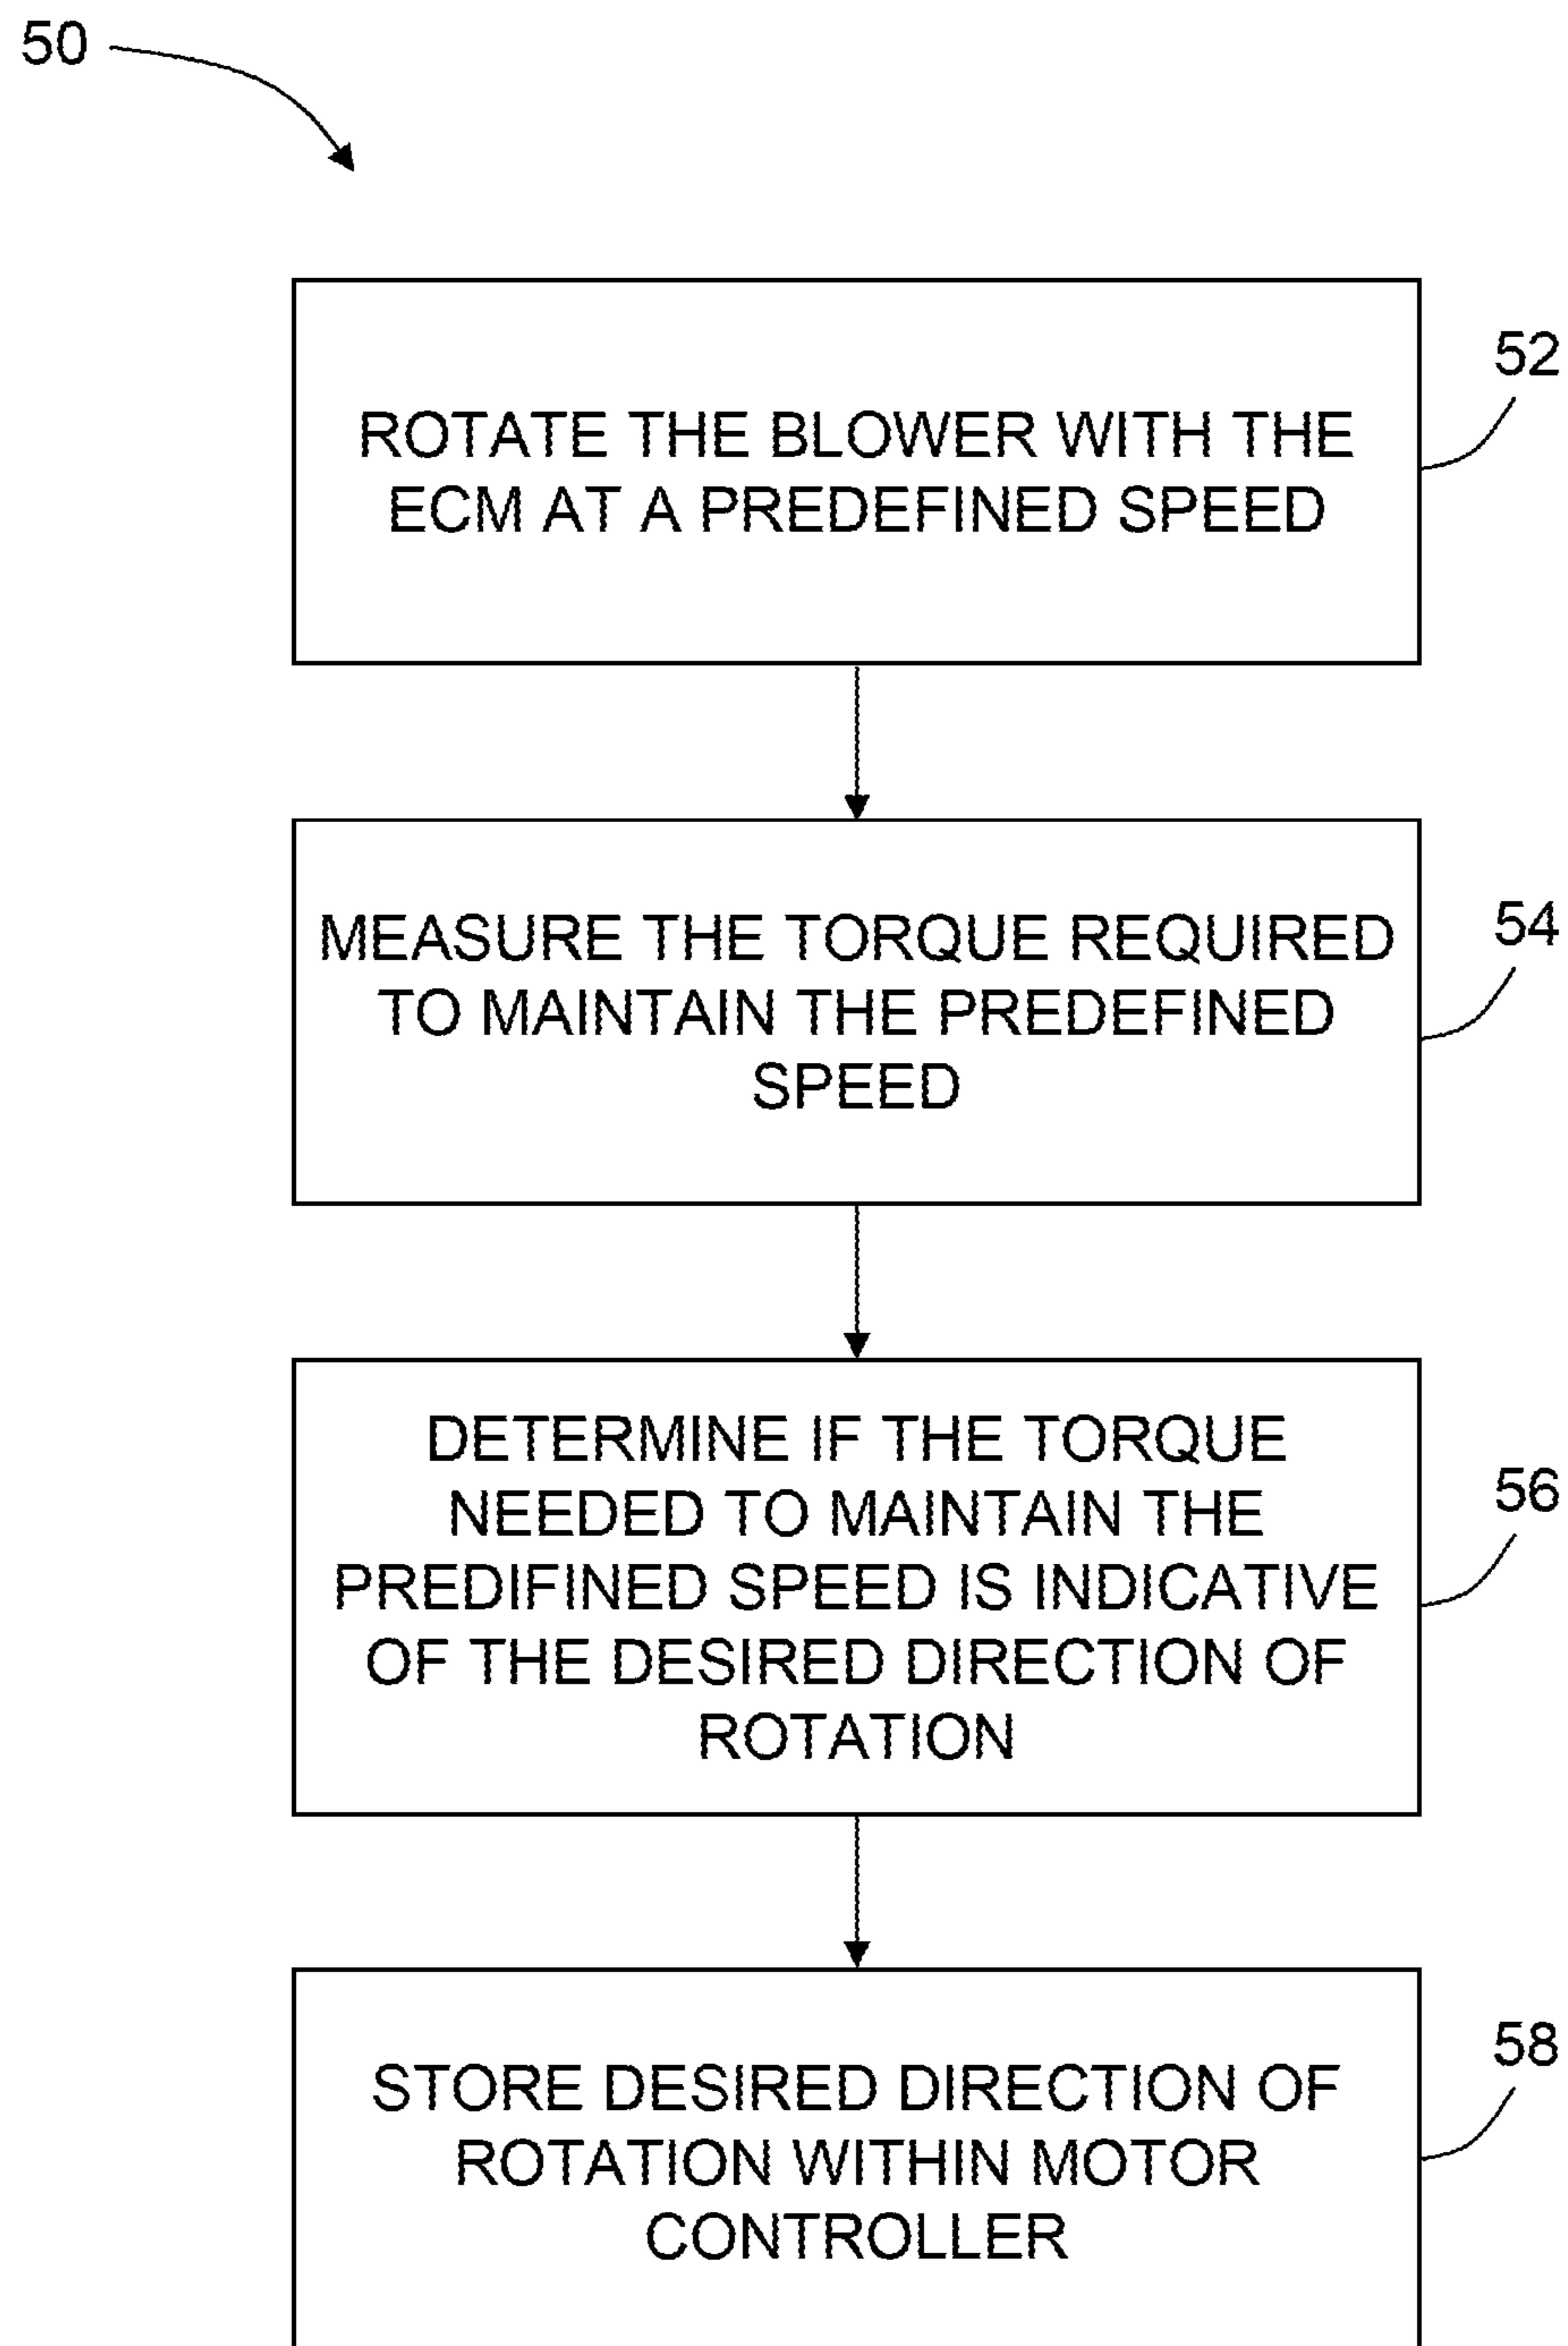 50
52
ROTATE THE BLOWER WITH THE
ECM AT A PREDEFINED SPEED
54
MEASURE THE TORQUE REQUIRED
TO MAINTAIN THE PREDEFINED
SPEED
56
DETERMINE IF THE TORQUE
NEEDED TO MAINTAIN THE
PREDIFINED SPEED IS INDICATIVE
OF THE DESIRED DIRECTION OF
ROTATION
58
STORE DESIRED DIRECTION OF
ROTATION WITHIN MOTOR
CONTROLLER